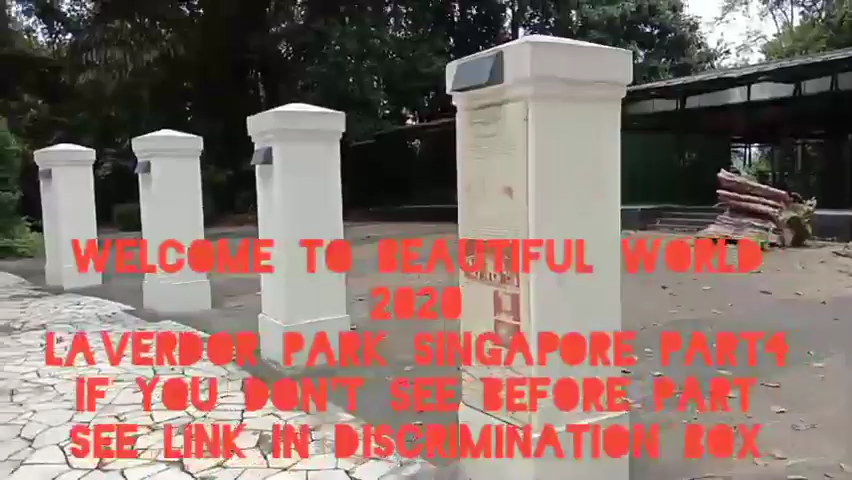 WELCOME TO BEAUTIFUL WORLD
2020
LAVERDOR PARK SINGAPORE PART4
IF YOU DON'T SEE BEFORE PART
SEE LINK IN DISCRIMINATION BOX